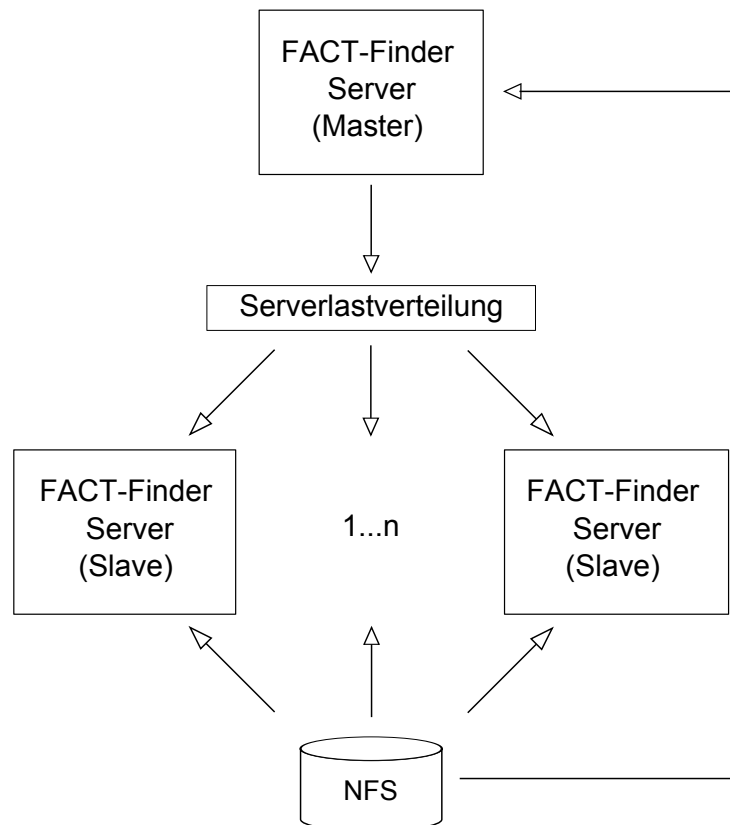 FACT-Finder
Server
(Master)
Serverlastverteilung
FACT-Finder
Server
(Slave)
1...n
FACT-Finder
Server
(Slave)
NFS